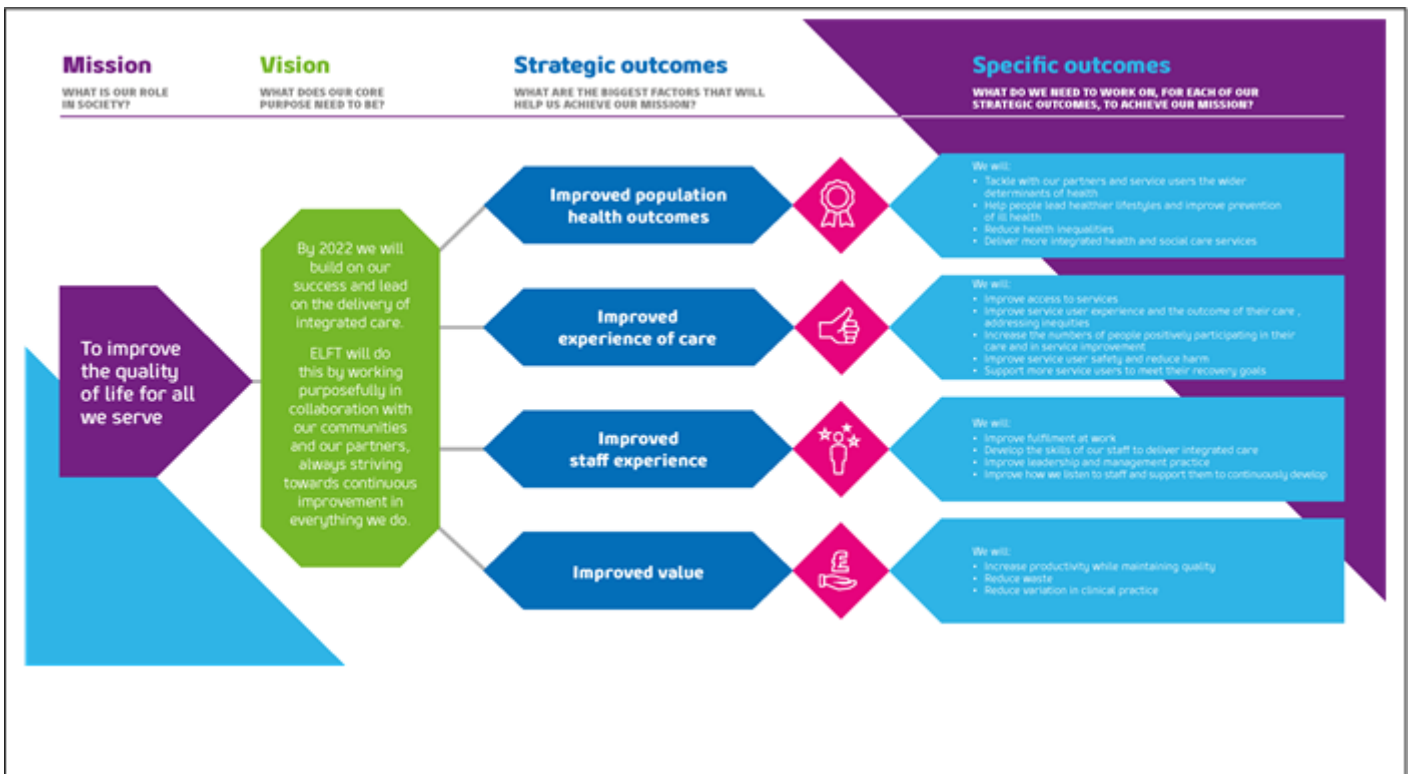 Mission
WHAT IS OUR ROLE
IN SOCIETY?
Vision
WHAT DOES OUR CORE
PURPOSE NEED TO BE?
Strategic outcomes
WHAT ARE THE BIGGEST FACTORS THAT WILL
HELP US ACHIEVE OUR MISSION?
Specific outcomes
WHAT DO WE NEED TO WORK ON, FOR EACH OF OUR
STRATEGIC OUTCOMES, TO ACHIEVE OUR MISSION?
To improve
the quality
of life for all
we serve
By 2022 we will
build on our
success and lead
on the delivery of
integrated care.
ELFT will do
this by working
purposefully in
collaboration with
our communities
and our partners,
always striving
towards continuous
improvement in
everything we do.
Improved population
health outcomes
We will:
• Tackle with our partners and service users the wider
determinants of health
• Help people lead healthier lifestyles and improve prevention
of ill health
• Reduce health inequalities
• Deliver more integrated health and social care services
Improved
experience of care
We will:
• Improve access to services
• Improve service user experience and the outcome of their care ,
addressing inequities
• Increase the numbers of people positively participating in their
care and in service improvement
• Improve service user safety and reduce harm
• Support more service users to meet their recovery goals
Improved
staff experience
We will:
• Improve fulfilment at work
• Develop the skills of our staff to deliver integrated care
• Improve leadership and management practice
• Improve how we listen to staff and support them to continuously develop
Improved value
£
We will:
• Increase productivity while maintaining quality
• Reduce waste
• Reduce variation in clinical practice